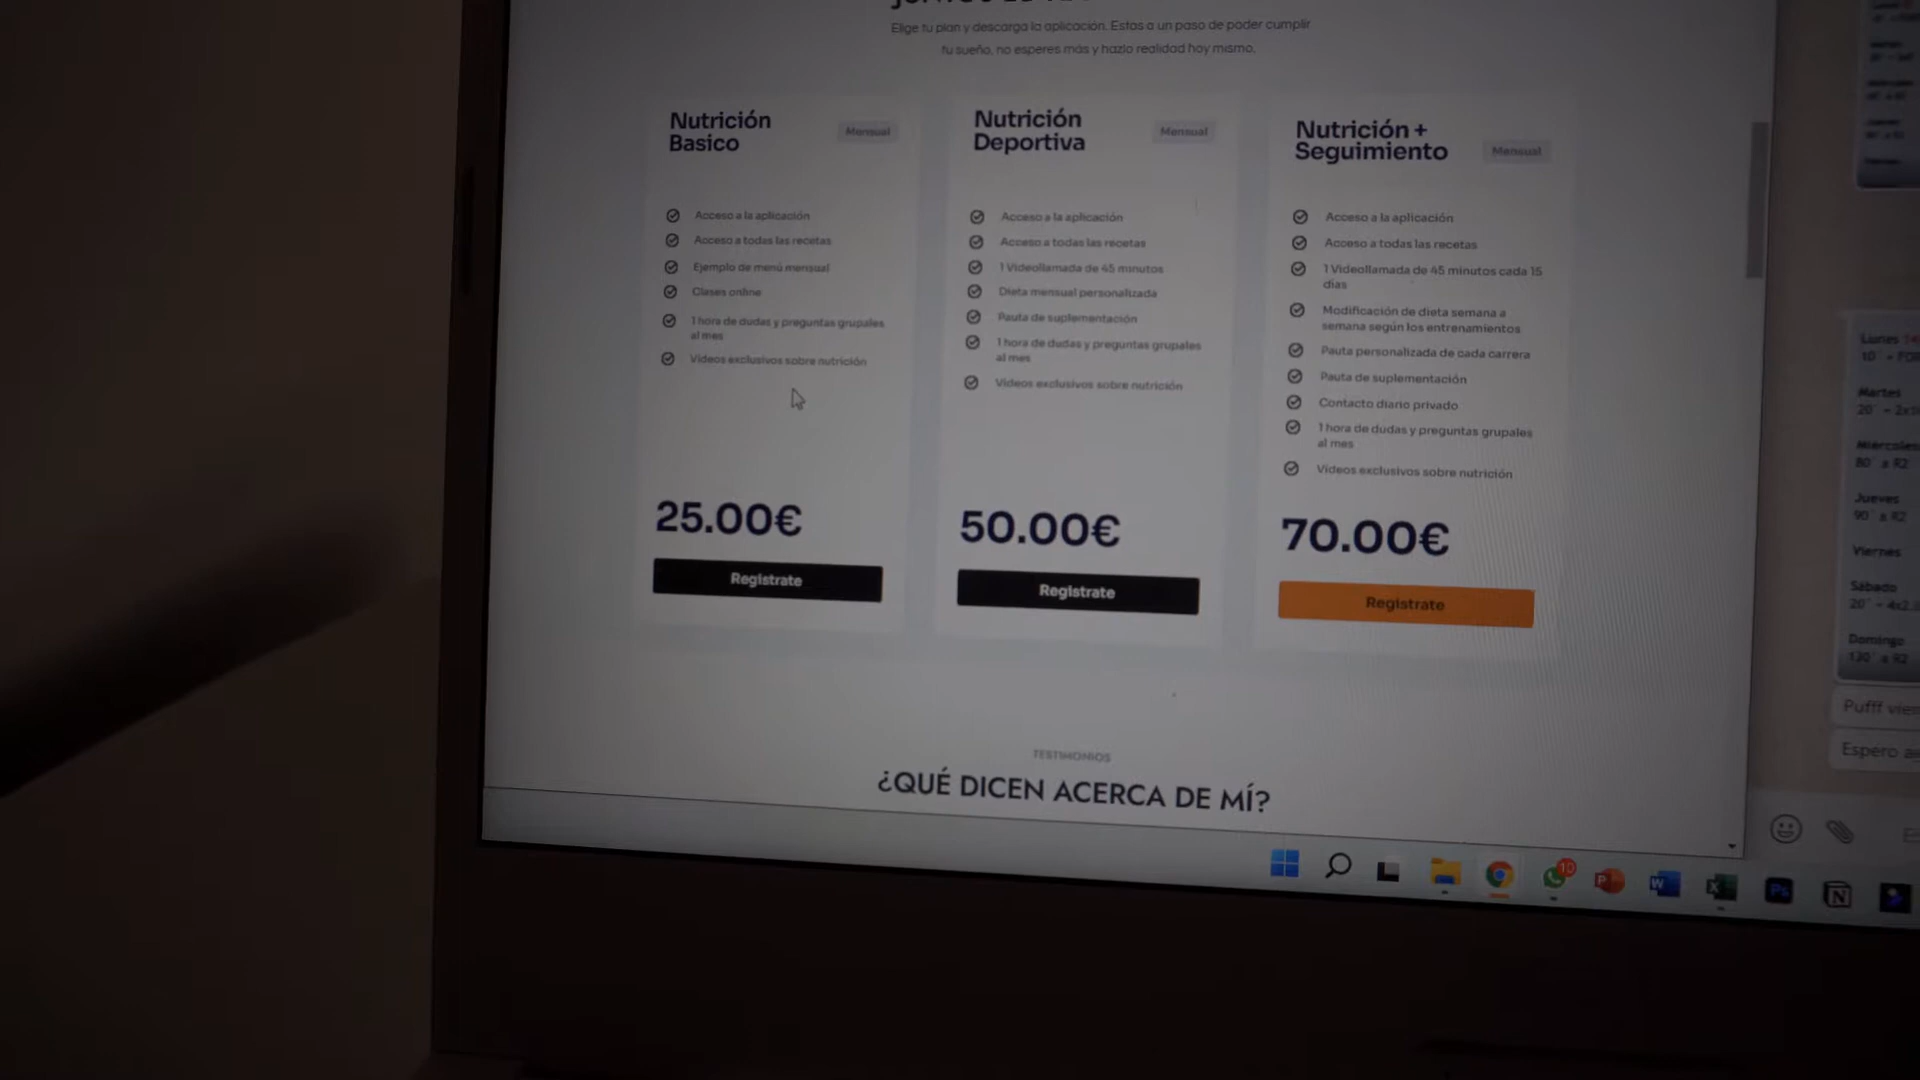 Elige tu plan y descarga la aplicación. Estas a un paso de poder cumplir
tu sueño, no esperes más y hazlo realidad hoy mismo.
Nutrición
Basico
Mensual
Acceso a la aplicación
Acceso a todas las recetas
Ejemplo de menú mensual
Clases online
1 hora de dudas y preguntas grupales
al mes
Videos exclusivos sobre nutrición
25.00€
Registrate
Nutrición
Deportiva
Mensual
Acceso a la aplicación
Acceso a todas las recetas
1 Videollamada de 45 minutos
Dieta mensual personalizada
Pauta de suplementación
1 hora de dudas y preguntas grupales
al mes
Videos exclusivos sobre nutrición
50.00€
Registrate
Nutrición +
Seguimiento
Mensual
Acceso a la aplicación
Acceso a todas las recetas
1 Videollamada de 45 minutos cada 15
dias
Modificación de dieta semana a
semana según los entrenamientos
Pauta personalizada de cada carrera
Pauta de suplementación
Contacto diario privado
1 hora de dudas y preguntas grupales
al mes
Videos exclusivos sobre nutrición
70.00€
Registrate
TESTIMONIOS
¿QUÉ DICEN ACERCA DE MÍ?
Lunes
Martes
Miércoles
80´ a R2
Jueves
90´ a R2
Viernes
Sábado
Domingo
130´ a R2
Pufff
Espero
10